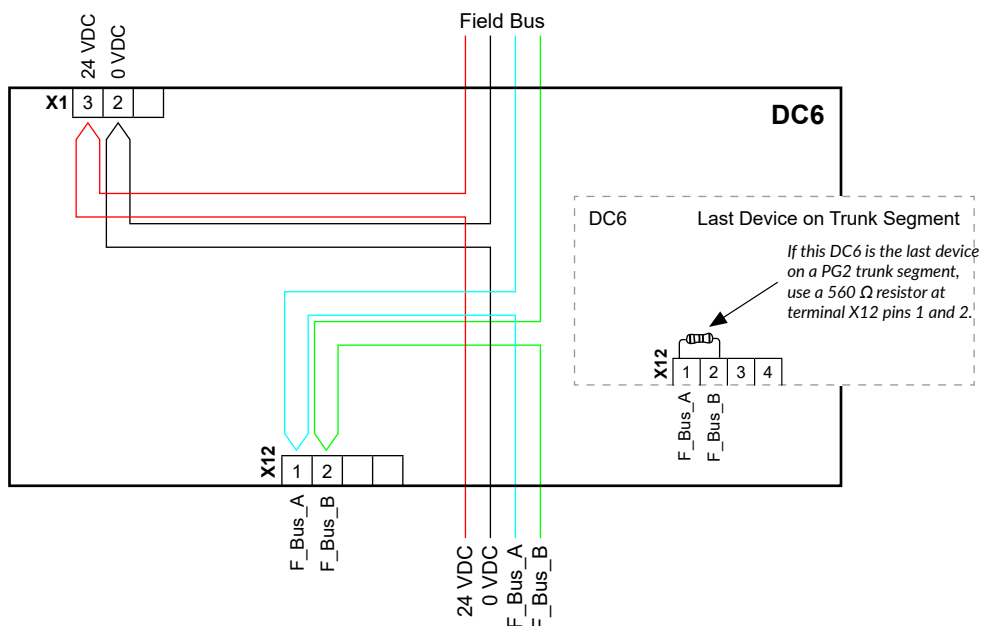 Field Bus
24 VDC
0 VDC
X1
3
2
DC6
DC6
Last Device on Trunk Segment
If this DC6 is the last device
on a PG2 trunk segment,
use a 560 Ω resistor at
terminal X12 pins 1 and 2.
X12
1
2
3
4
F_Bus_A
F_Bus_B
X12
1
2
F_Bus_A
F_Bus_B
24 VDC
0 VDC
F_Bus_A
F_Bus_B